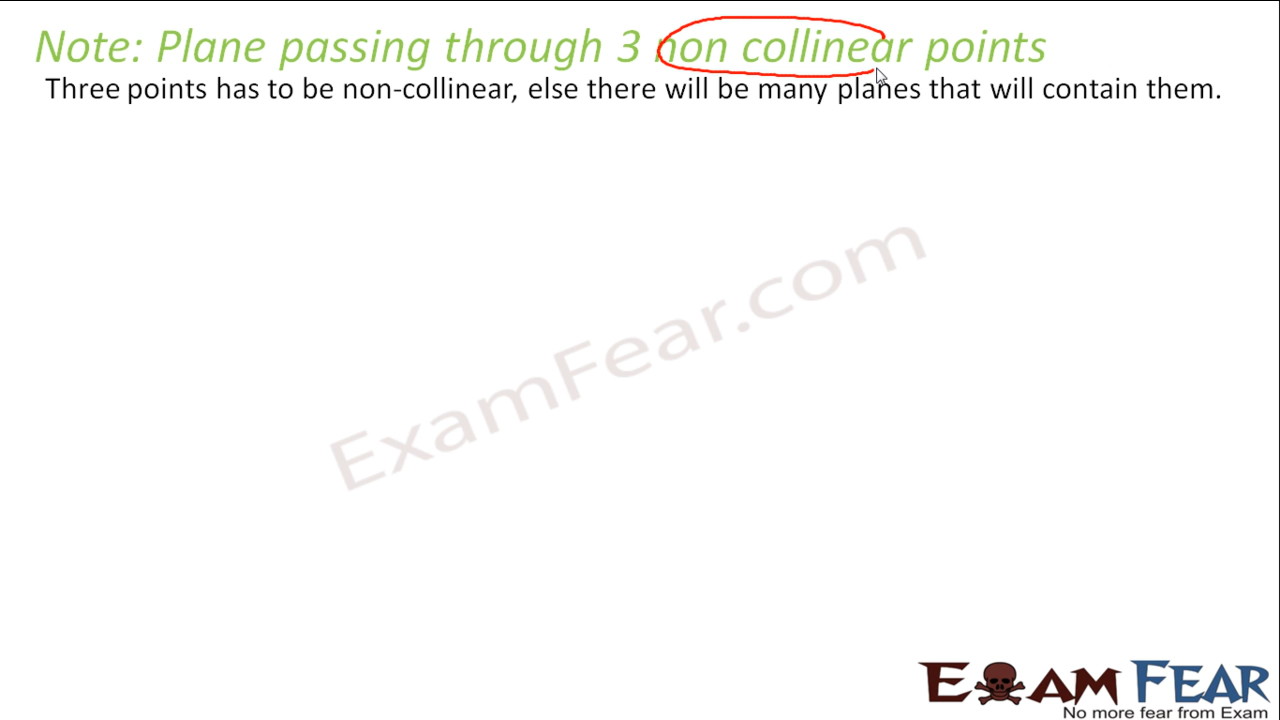 Note: Plane passing through 3 non collinear points
Three points has to be non-collinear, else there will be many planes that will contain them.
ExamFear.com
EXAM FEAR
No more fear from Exam